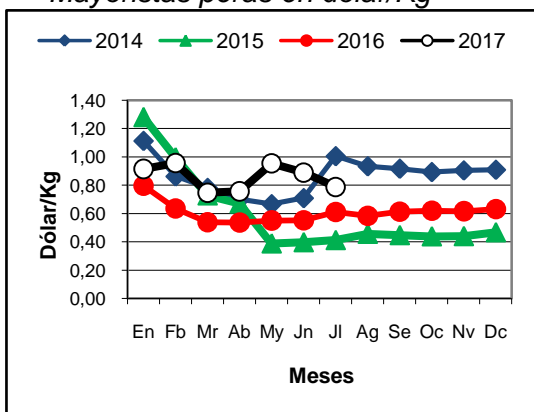 Mayoristas peras en dólar/Kg
2014 2015 2016 2017
1,40
1,20
1,00
0,80
0,60
0,40
0,20
0,00
Dólar/Kg
En Fb Mr Ab My Jn Jl Ag Se Oc Nv Dc
Meses